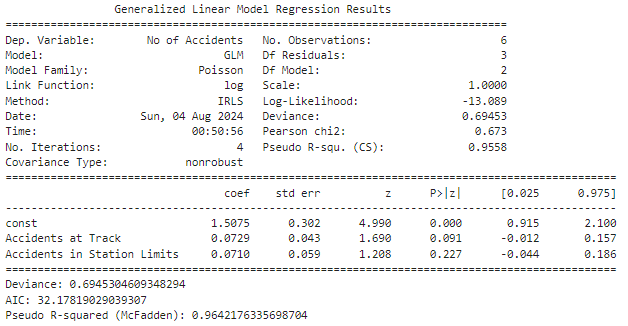 Generalized Linear Model Regression Results
==============================================================================
Dep. Variable: No of Accidents No. Observations: 6
Model: GLM Df Residuals: 3
Model Family: Poisson Df Model: 2
Link Function: log Scale: 1.0000
Method: IRLS Log-Likelihood: -13.089
Date: Sun, 04 Aug 2024 Deviance: 0.69453
Time: 00:50:56 Pearson chi2: 0.673
No. Iterations: 4 Pseudo R-squ. (CS): 0.9558
Covariance Type: nonrobust
==============================================================================================
coef std err z P>|z| [0.025 0.975]
----------------------------------------------------------------------------------------------
const 1.5075 0.302 4.990 0.000 0.915 2.100
Accidents at Track 0.0729 0.043 1.690 0.091 -0.012 0.157
Accidents in Station Limits 0.0710 0.059 1.208 0.227 -0.044 0.186
==============================================================================================
Deviance: 0.6945304609348294
AIC: 32.17819029039307
Pseudo R-squared (McFadden): 0.9642176335698704